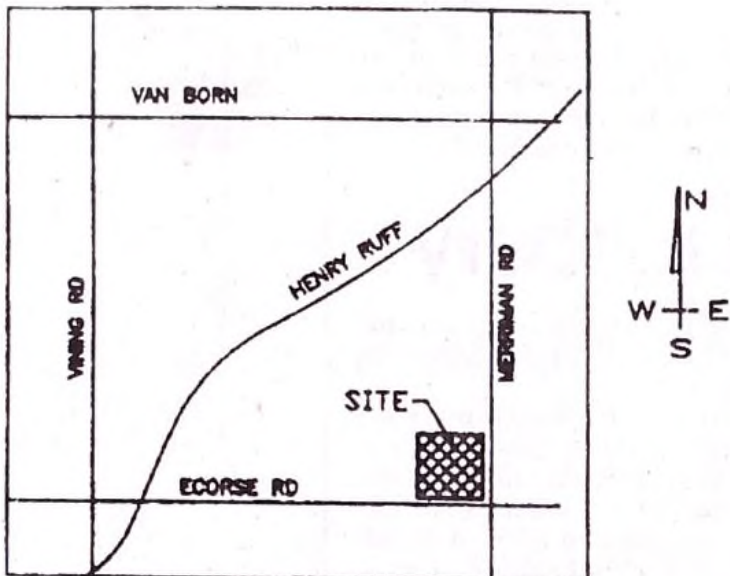 VAN BORN
HENRY RUFF
VINING RD
MERRIMAN RD
SITE
ECORSE RD
N
W E
S